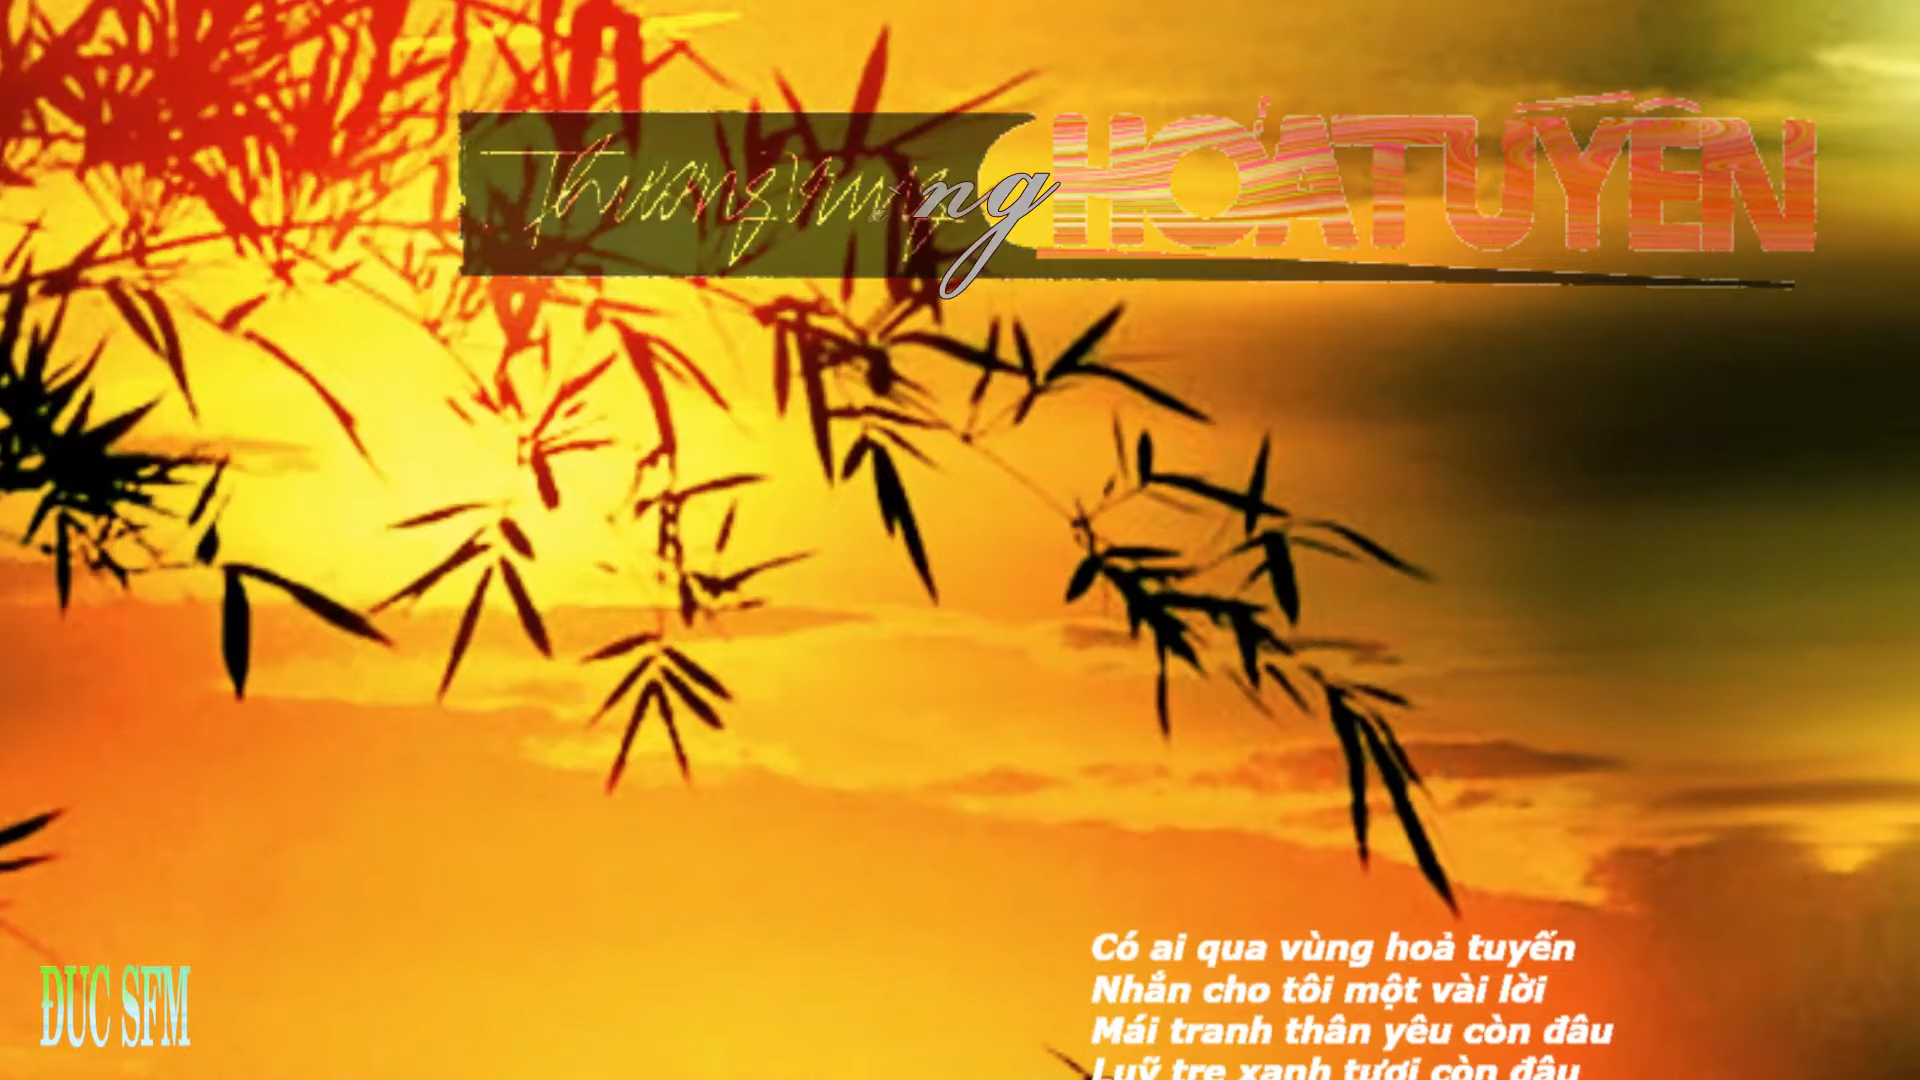 Thương Vùng HOẢ TUYẾN
Có ai qua vùng hoả tuyến
Nhắn cho tôi một vài lời
Mái tranh thân yêu còn đâu
Luỹ tre xanh tươi còn đâu
ĐUC SFM